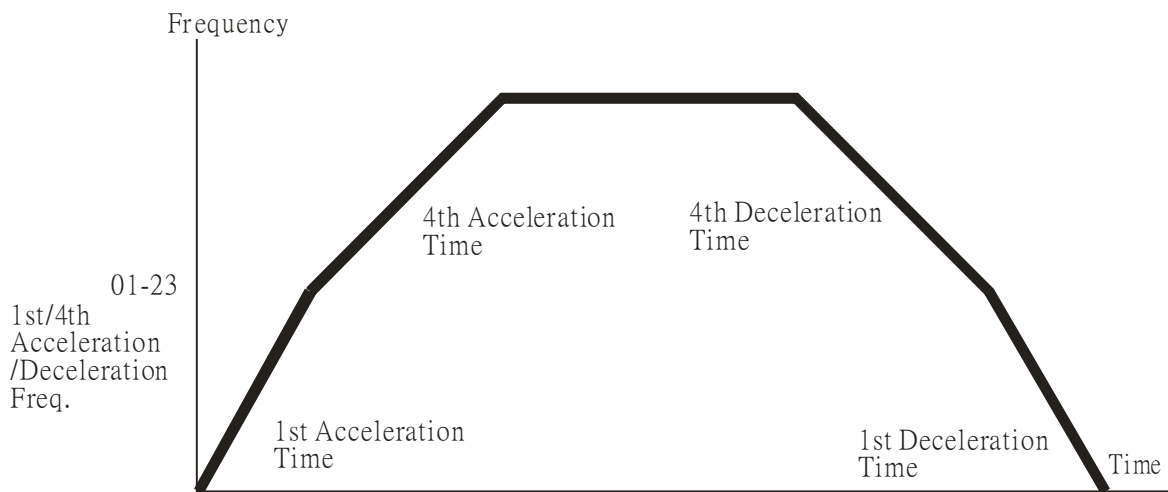 Frequency
4th Acceleration
Time
4th Deceleration
Time
01-23
1st/4th
Acceleration
/Deceleration
Freq.
1st Acceleration
Time
1st Deceleration
Time
Time